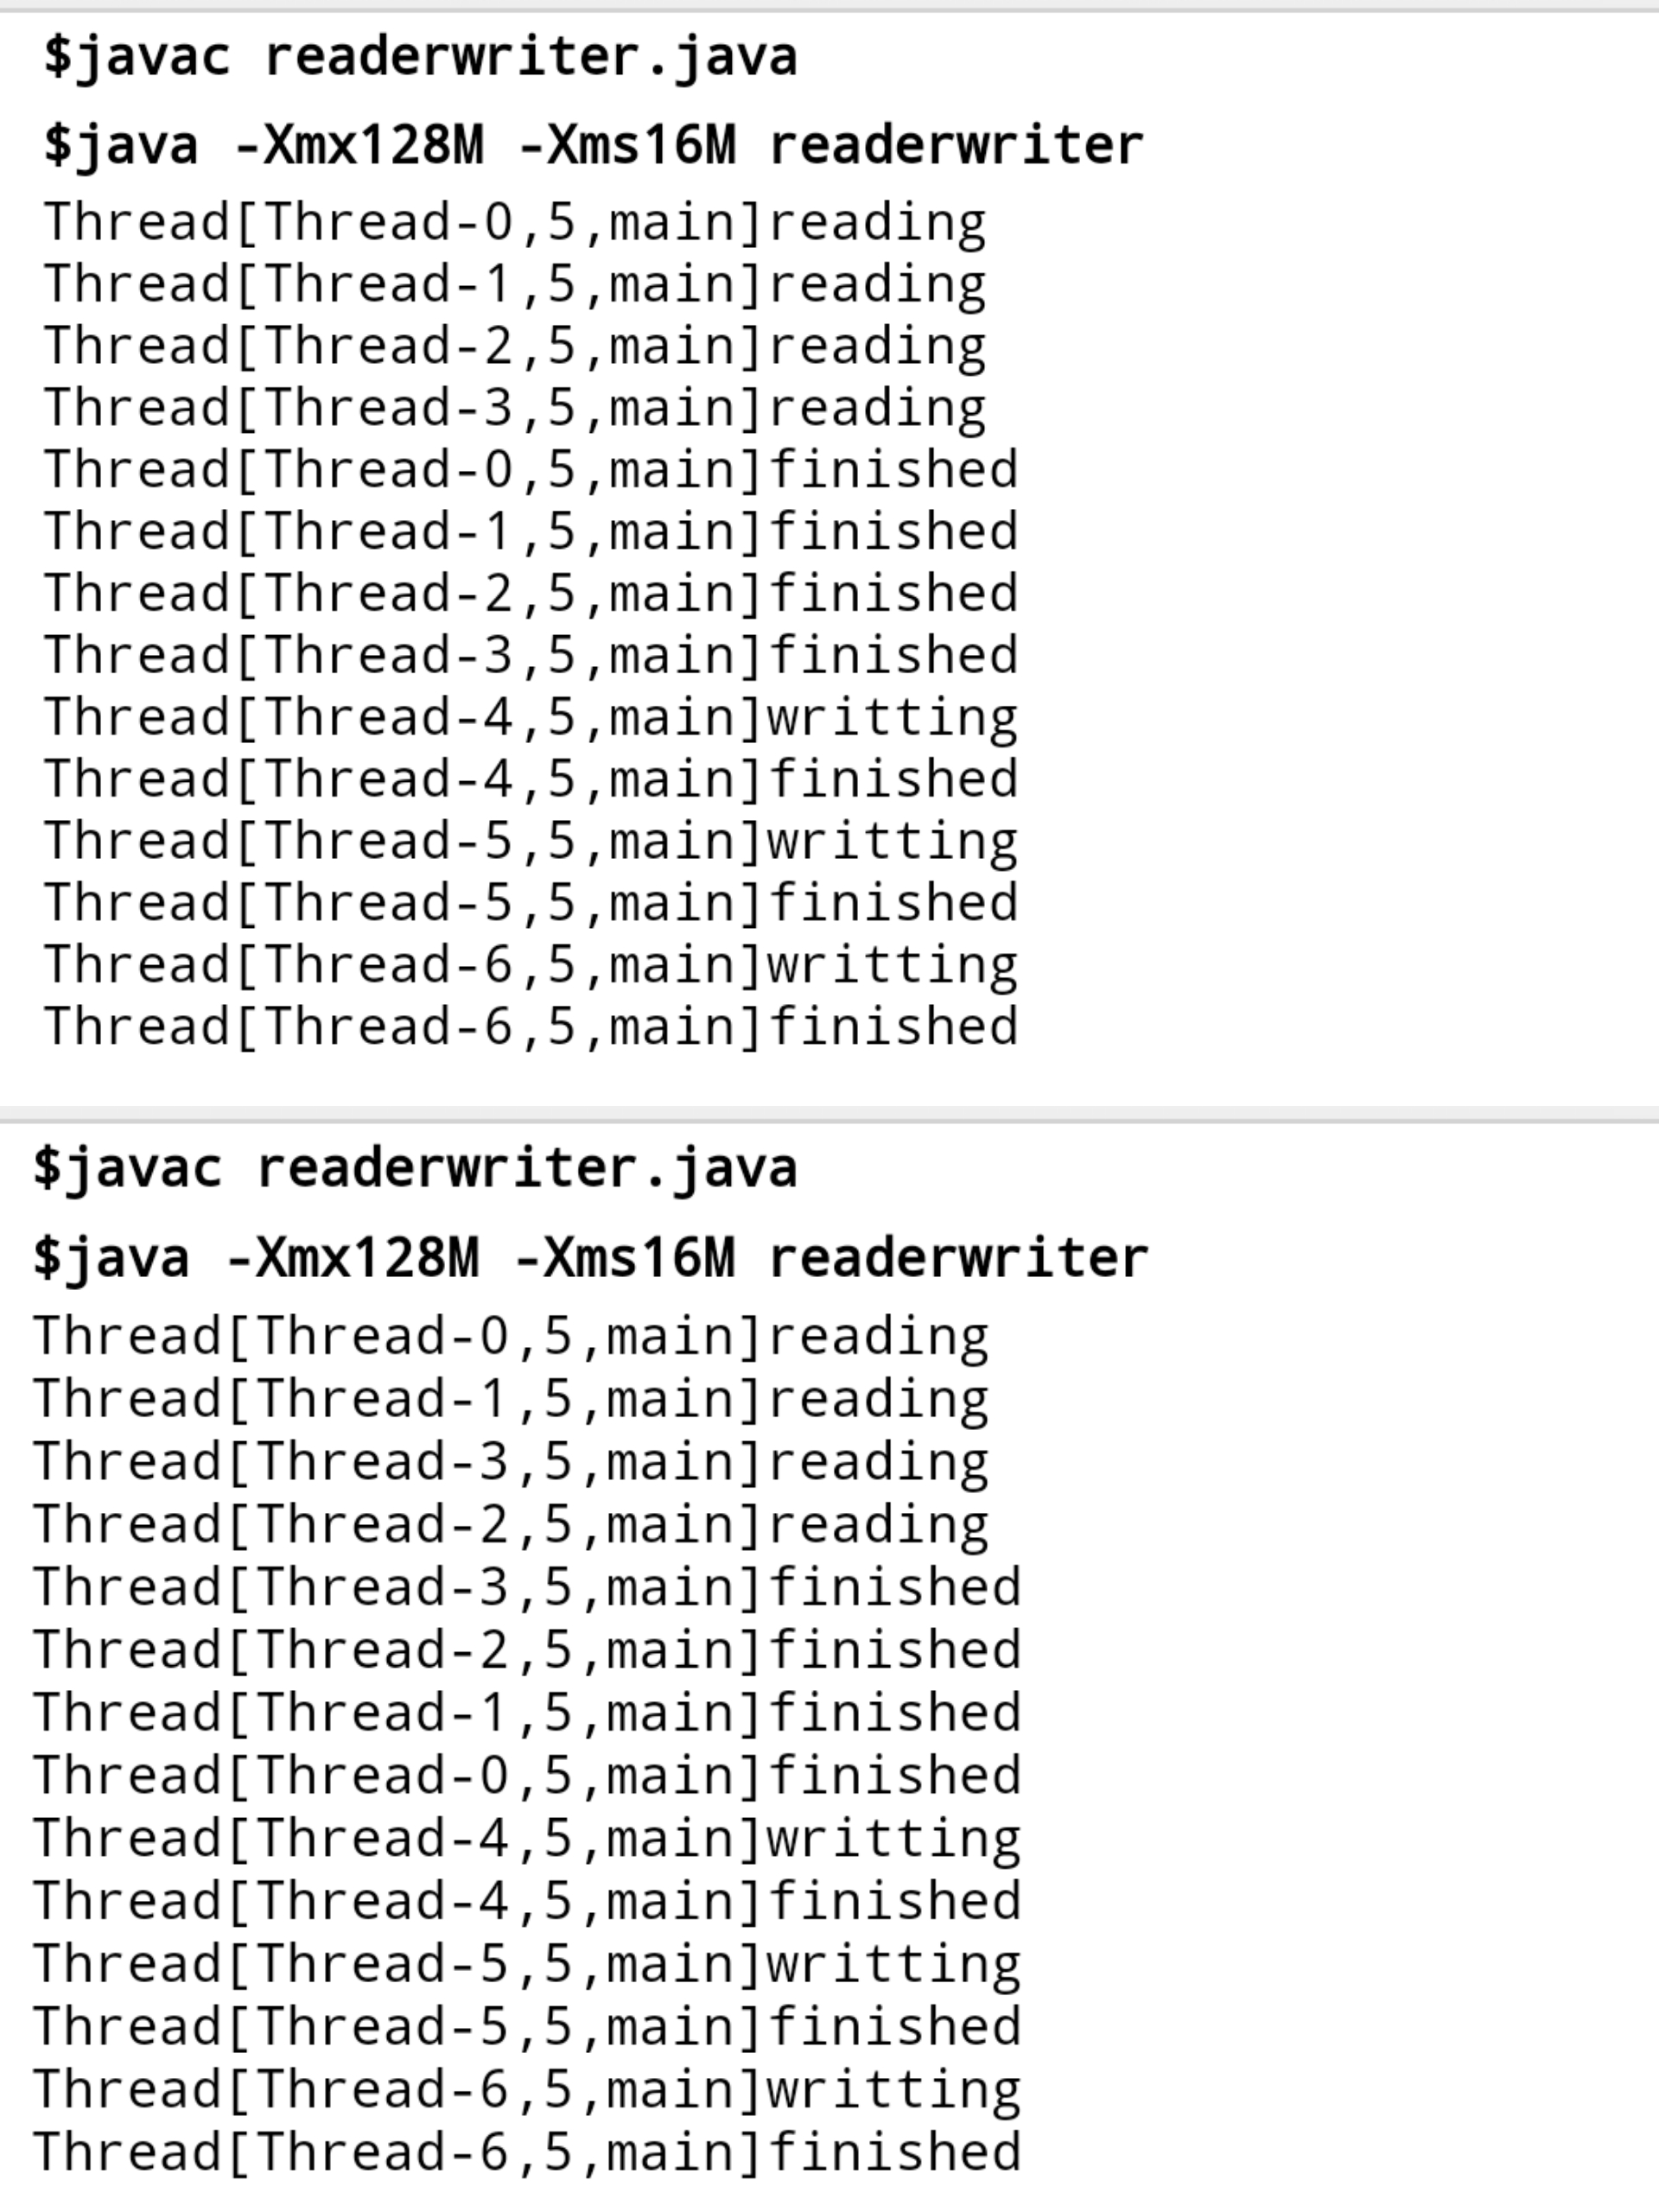 $javac readerwriter.java
$java -Xmx128M -Xms16M readerwriter
Thread[Thread-0,5,main]reading
Thread[Thread-1,5,main]reading
Thread[Thread-2,5,main]reading
Thread[Thread-3,5,main]reading
Thread[Thread-0,5,main]finished
Thread[Thread-1,5,main]finished
Thread[Thread-2,5,main]finished
Thread[Thread-3,5,main]finished
Thread[Thread-4,5,main]writting
Thread[Thread-4,5,main]finished
Thread[Thread-5,5,main]writting
Thread[Thread-5,5,main]finished
Thread[Thread-6,5,main]writting
Thread[Thread-6,5,main]finished
$javac readerwriter.java
$java -Xmx128M -Xms16M readerwriter
Thread[Thread-0,5,main]reading
Thread[Thread-1,5,main]reading
Thread[Thread-3,5,main]reading
Thread[Thread-2,5,main]reading
Thread[Thread-3,5,main]finished
Thread[Thread-2,5,main]finished
Thread[Thread-1,5,main]finished
Thread[Thread-0,5,main]finished
Thread[Thread-4,5,main]writting
Thread[Thread-4,5,main]finished
Thread[Thread-5,5,main]writting
Thread[Thread-5,5,main]finished
Thread[Thread-6,5,main]writting
Thread[Thread-6,5,main]finished